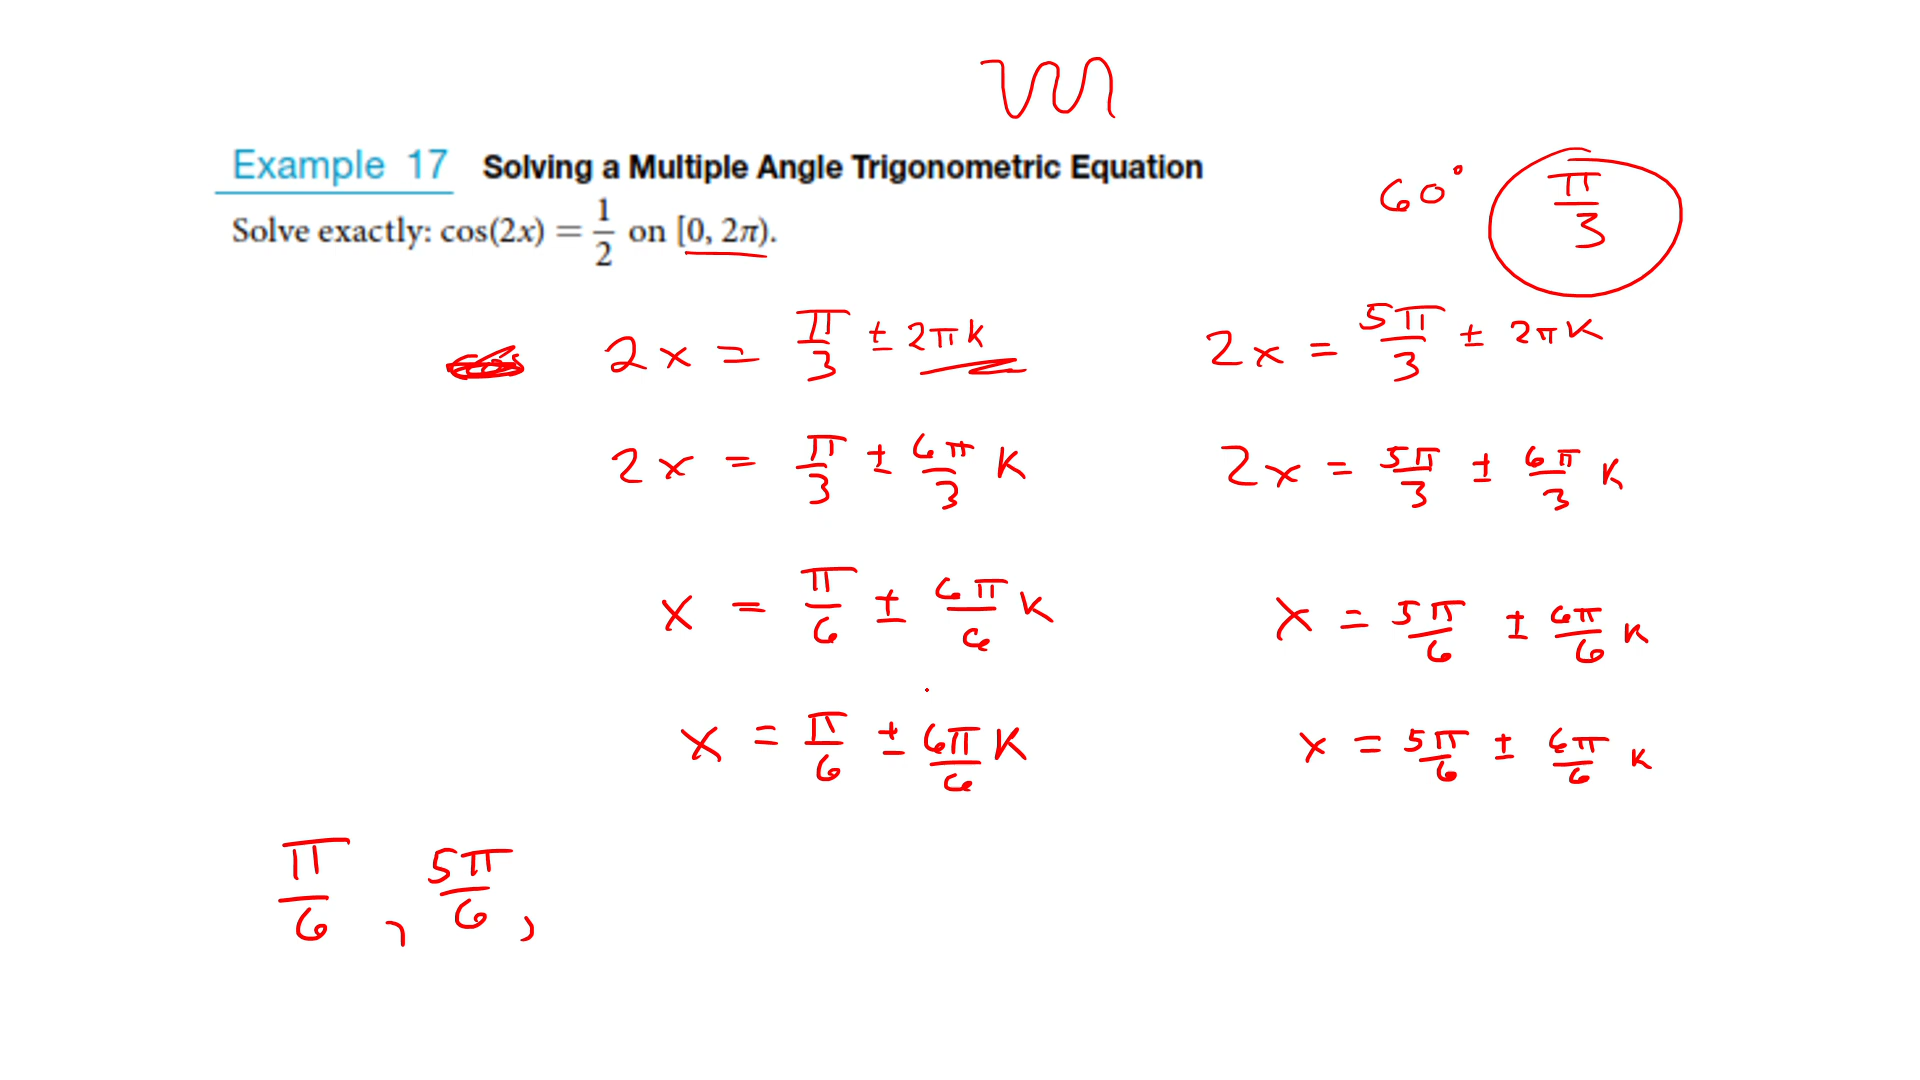 Example 17 Solving a Multiple Angle Trigonometric Equation
Solve exactly: cos(2x) = 1/2 on [0, 2π).
60° π/3
2x = π/3 ± 2πk
2x = 5π/3 ± 2πk
2x = π/3 ± 6π/3 k
2x = 5π/3 ± 6π/3 k
x = π/6 ± 6π/6 k
x = 5π/6 ± 6π/6 k
x = π/6 ± 6π/6 k
x = 5π/6 ± 6π/6 k
π/6, 5π/6,